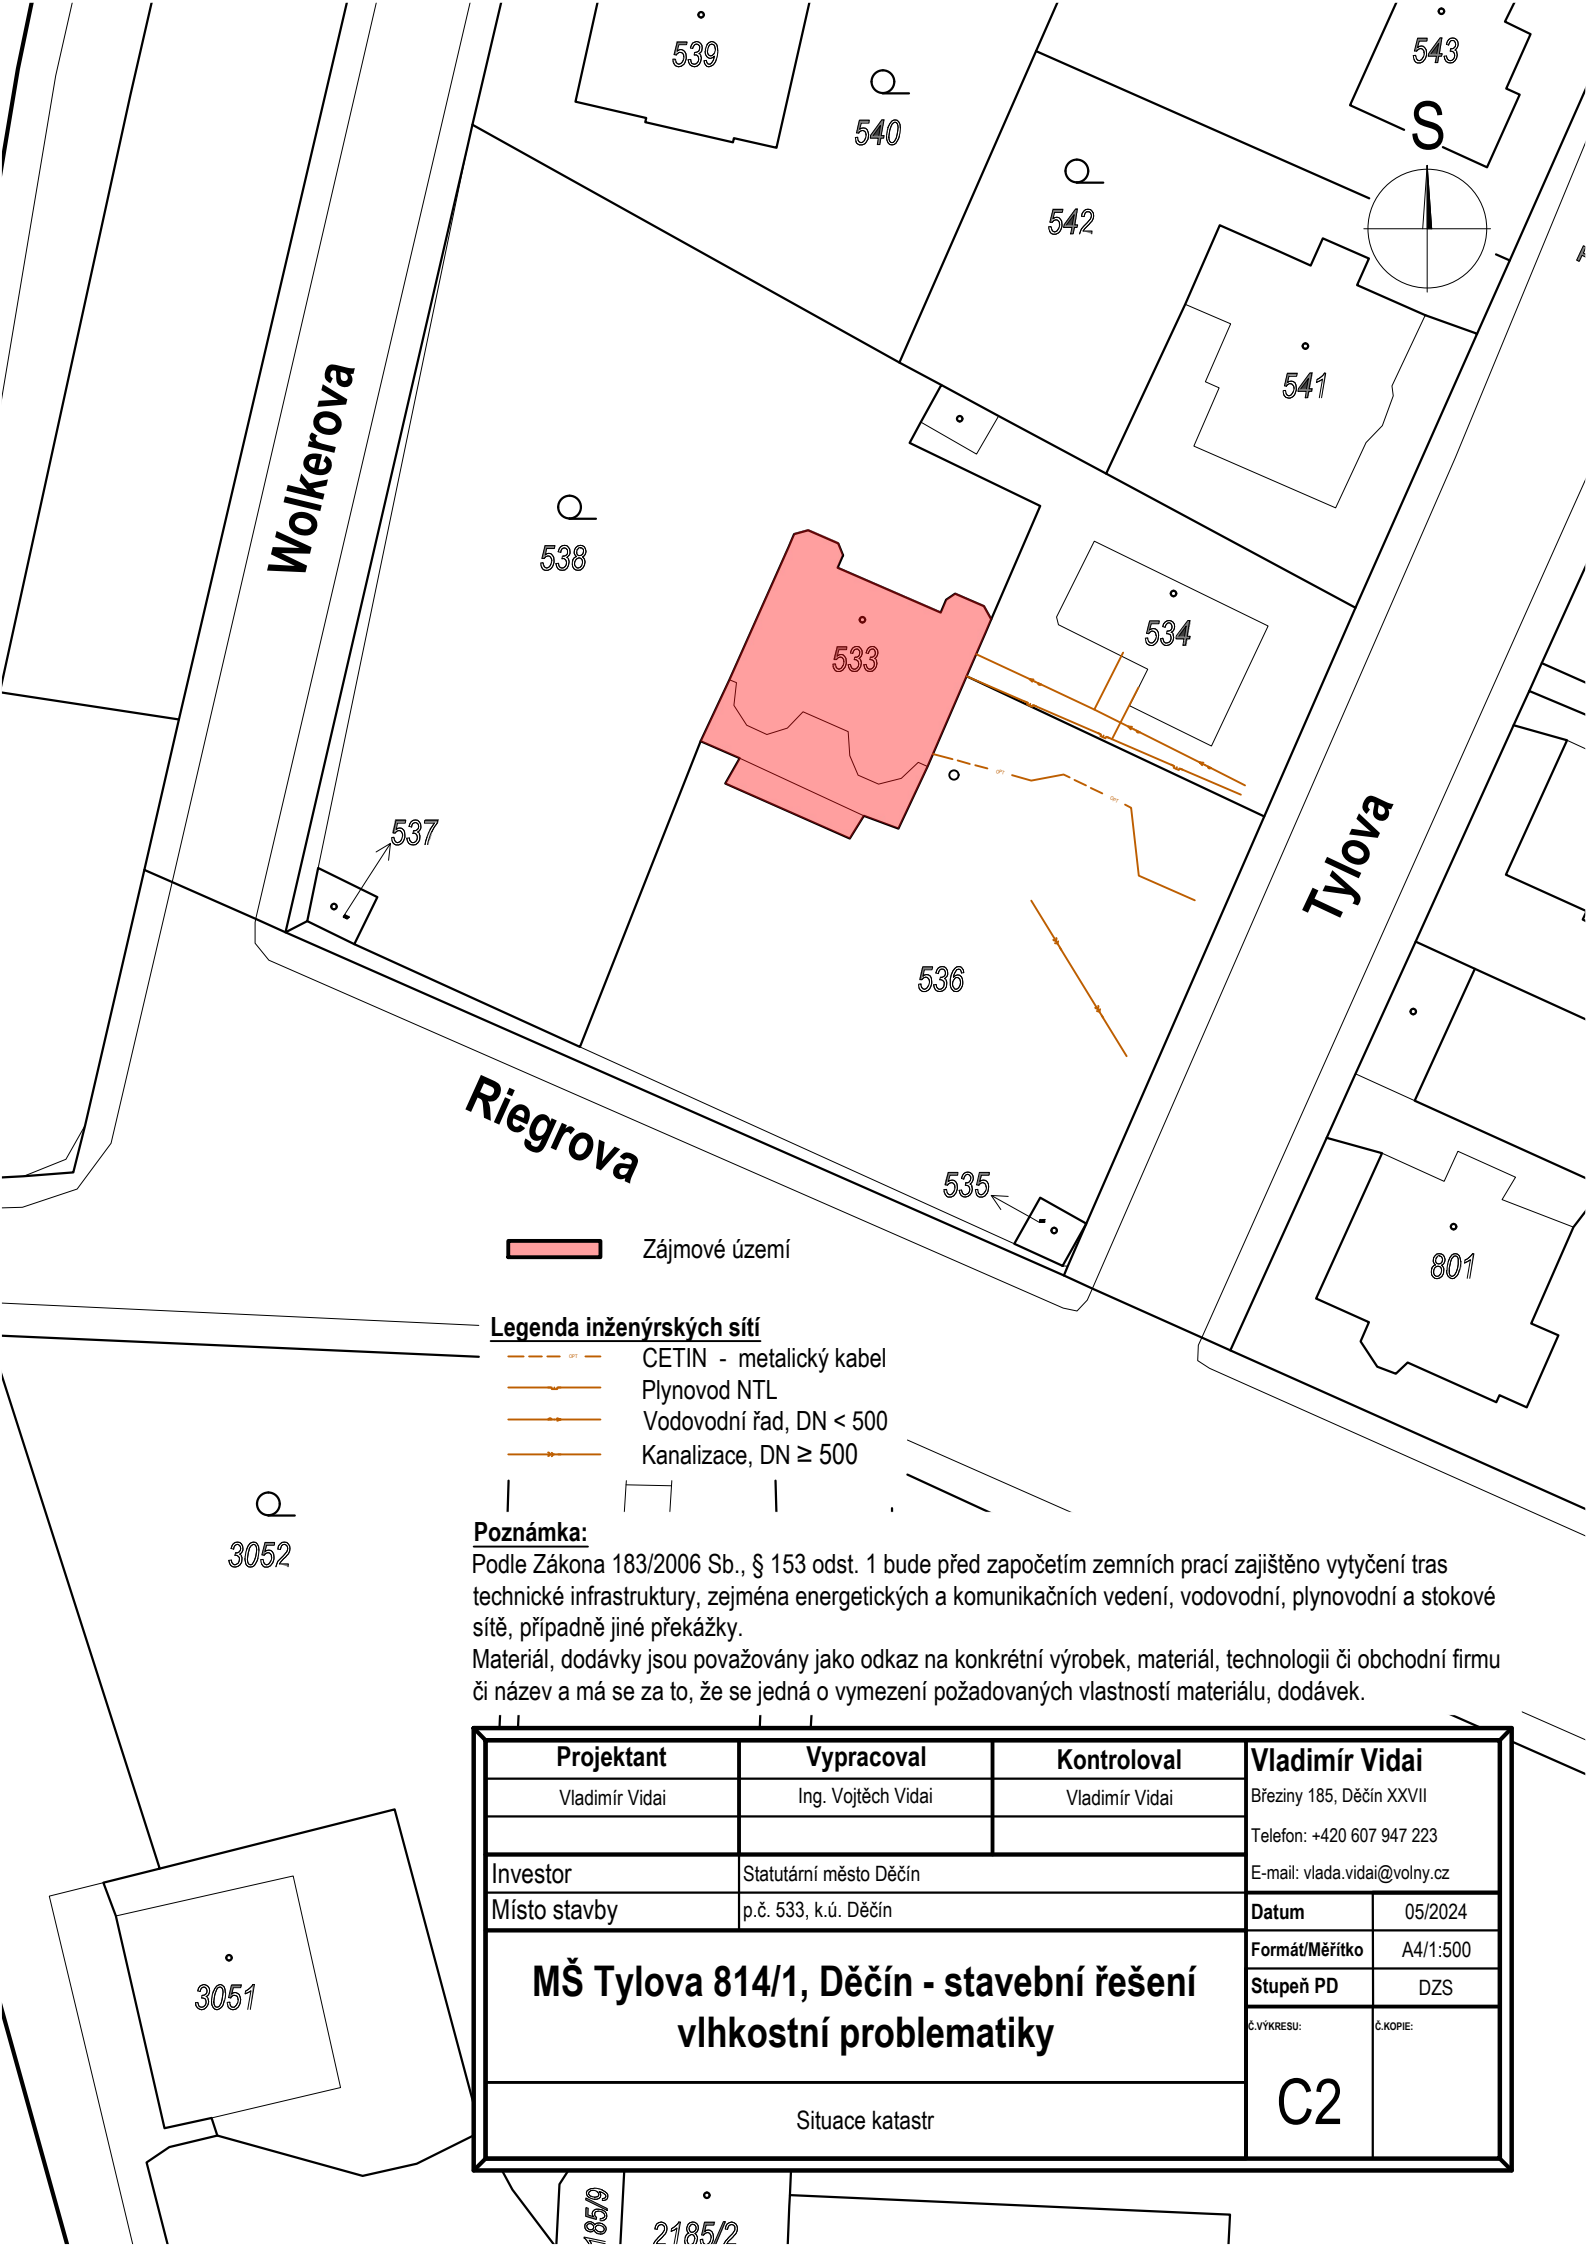 539
543
540
S
542
541
Wolkerova
538
533
534
537
Tylova
536
Riegrova
535
801
Zájmové území
Legenda inženýrských sítí
CETIN - metalický kabel
Plynovod NTL
Vodovodní řad, DN < 500
Kanalizace, DN ≥ 500
3052
Poznámka:
Podle Zákona 183/2006 Sb., § 153 odst. 1 bude před započetím zemních prací zajištěno vytyčení tras
technické infrastruktury, zejména energetických a komunikačních vedení, vodovodní, plynovodní a stokové
sítě, případně jiné překážky.
Materiál, dodávky jsou považovány jako odkaz na konkrétní výrobek, materiál, technologii či obchodní firmu
či název a má se za to, že se jedná o vymezení požadovaných vlastností materiálu, dodávek.
Projektant Vypracoval Kontroloval Vladimír Vidai
Vladimír Vidai Ing. Vojtěch Vidai Vladimír Vidai Březiny 185, Děčín XXVII
Telefon: +420 607 947 223
Investor Statutární město Děčín E-mail: vlada.vidai@volny.cz
Místo stavby p.č. 533, k.ú. Děčín Datum 05/2024
Formát/Měřítko A4/1:500
MŠ Tylova 814/1, Děčín - stavební řešení
vlhkostní problematiky
Stupeň PD DZS
Č.VÝKRESU: Č.KOPIE:
C2
Situace katastr
3051
185/9
2185/2